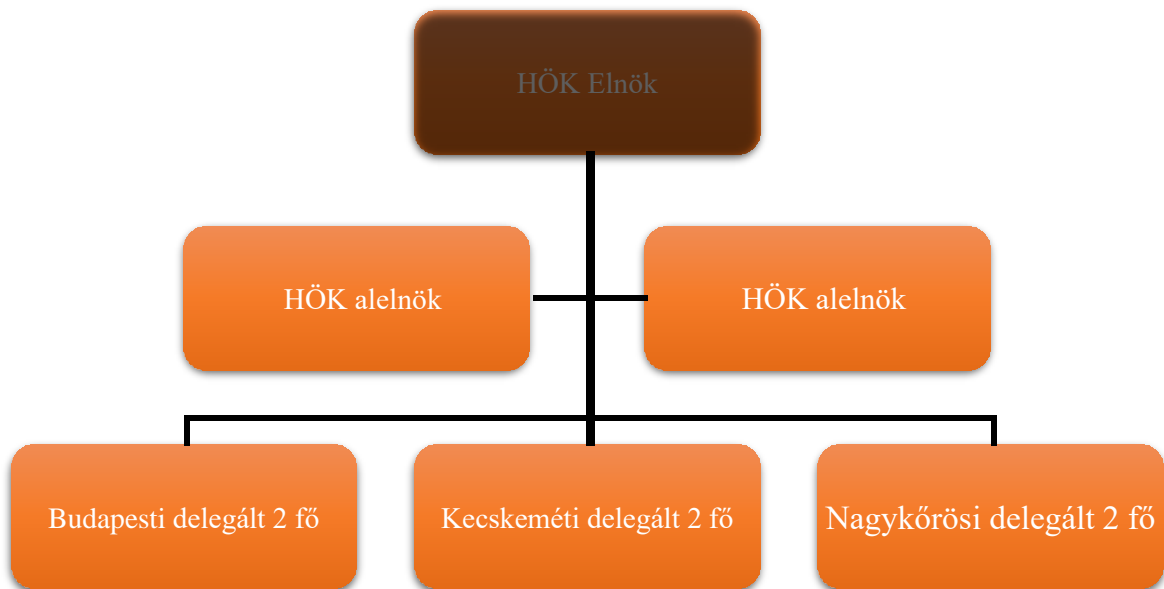 HÖK Elnök
HÖK alelnök
HÖK alelnök
Budapesti delegált 2 fő
Kecskeméti delegált 2 fő
Nagykőrösi delegált 2 fő